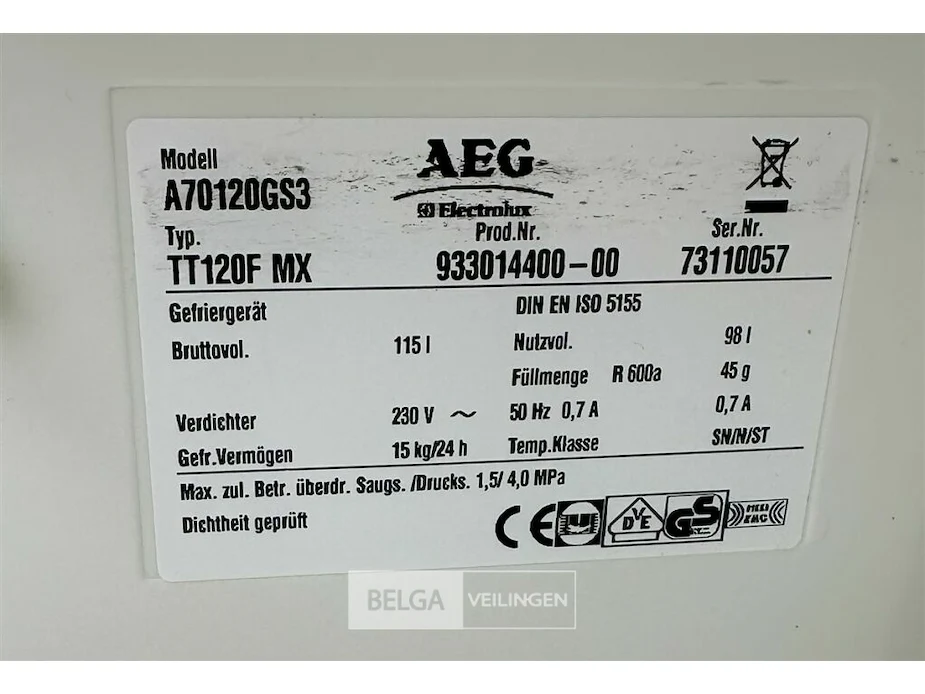 Modell
AEG
A70120GS3
Electrolux
Typ. Prod.Nr. Ser.Nr.
TT120F MX 933014400-00 73110057
Gefriergerät DIN EN ISO 5155
Bruttovol. 115 l Nutzvol. 98 l
Füllmenge R 600a 45 g
Verdichter 230 V ~ 50 Hz 0,7 A 0,7 A
Gefr.Vermögen 15 kg/24 h Temp.Klasse SN/N/ST
Max. zul. Betr. überdr. Saugs. /Drucks. 1,5/ 4,0 MPa
Dichtheit geprüft
CE DVE GS
BELGA VEILINGEN